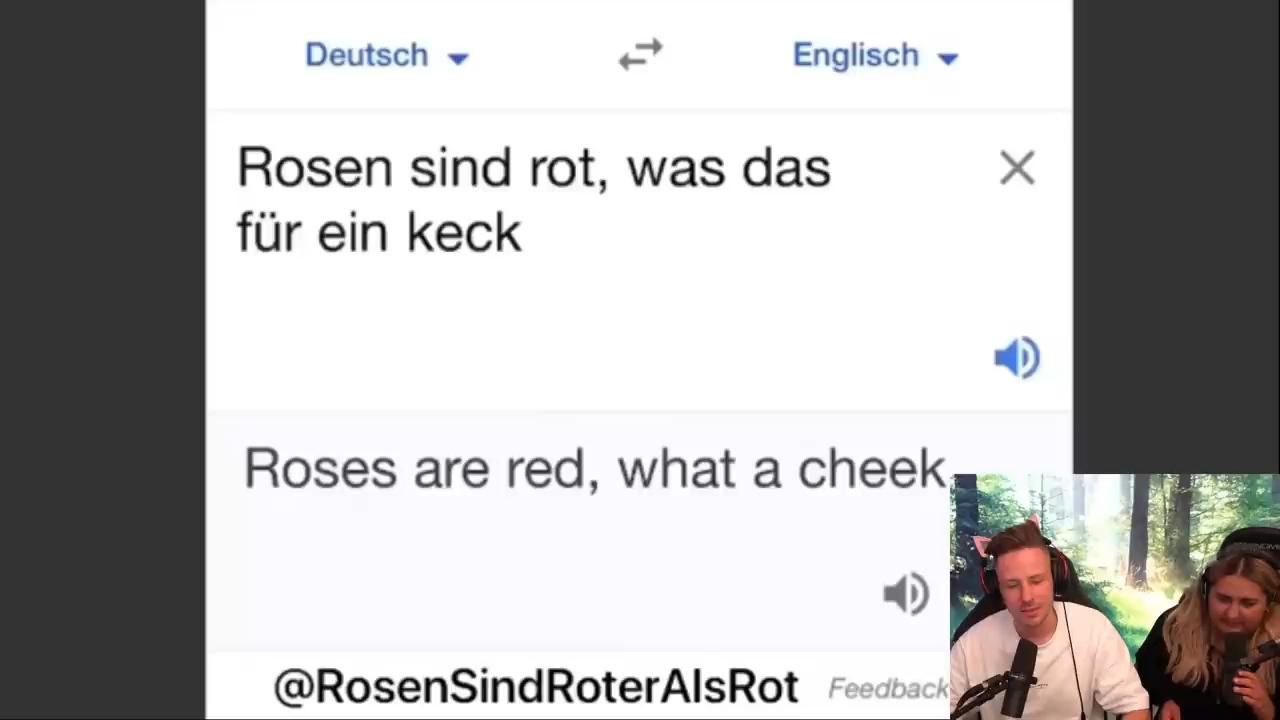 Deutsch Englisch
Rosen sind rot, was das
für ein keck
Roses are red, what a cheek
@RosenSindRoterAlsRot Feedback